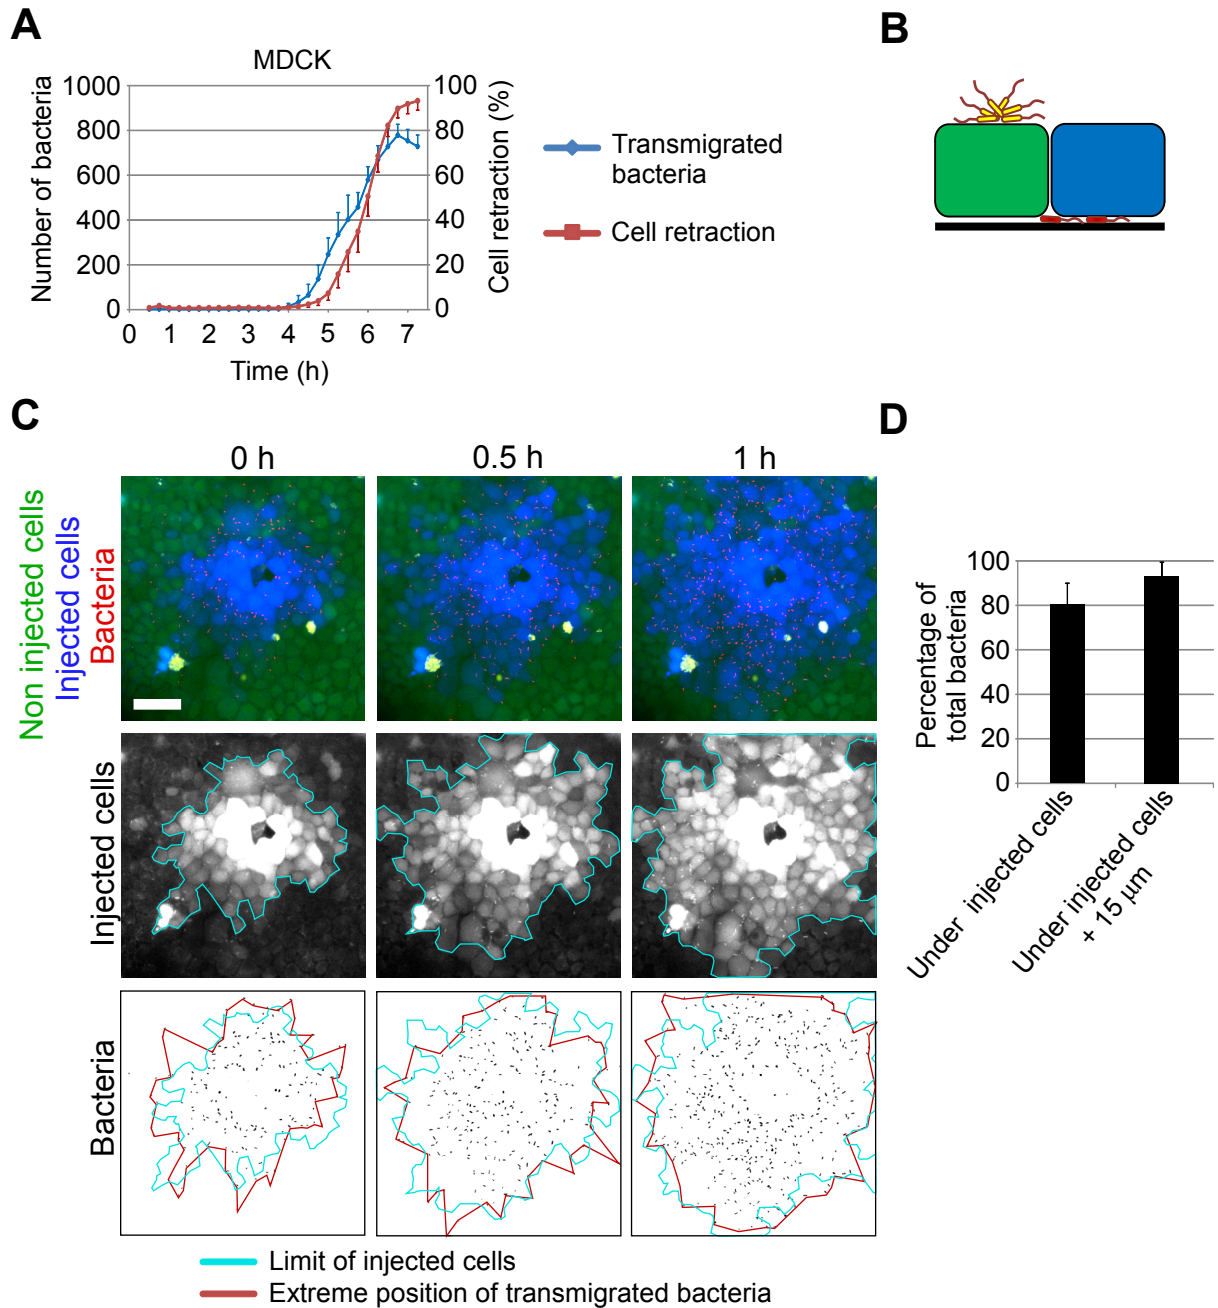 A
MDCK
1000
800
600
400
200
0
Number of bacteria
100
80
60
40
20
0
Cell retraction (%)
0 1 2 3 4 5 6 7
Time (h)
Transmigrated
bacteria
Cell retraction
B
C
0 h 0.5 h 1 h
Non injected cells
Injected cells
Bacteria
Injected cells
Bacteria
Limit of injected cells
Extreme position of transmigrated bacteria
D
Percentage of
total bacteria
100
80
60
40
20
0
Under injected cells
Under injected cells
+ 15 µm